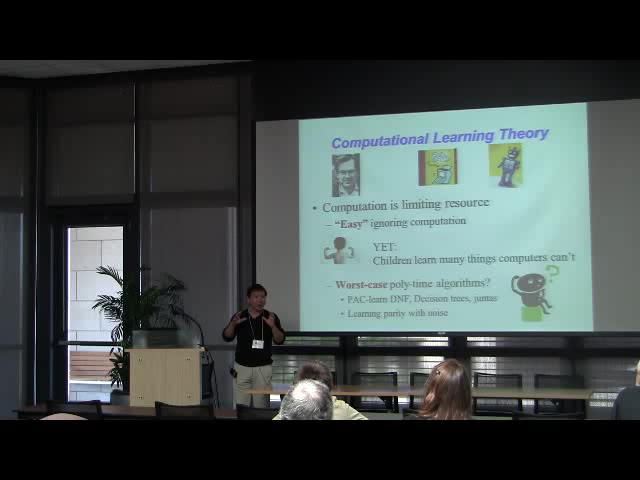 Computational Learning Theory
• Computation is limiting resource
– “Easy” ignoring computation
YET:
Children learn many things computers can't
– Worst-case poly-time algorithms?
• PAC-learn DNF, Decision trees, juntas
• Learning parity with noise
?